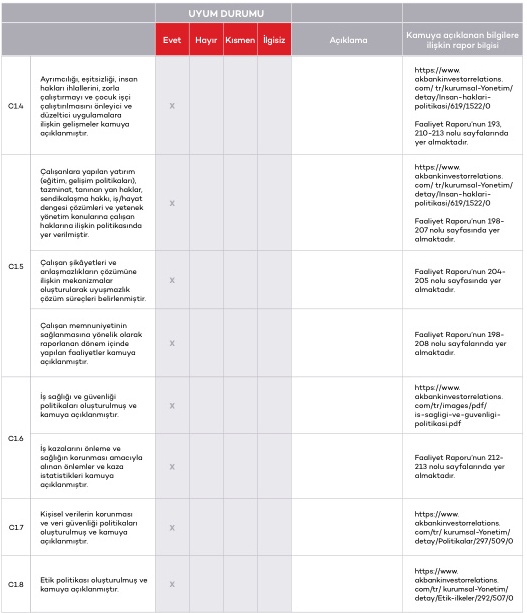 UYUM DURUMU
Evet Hayır Kısmen İlgisiz Açıklama Kamuya açıklanan bilgilere
ilişkin rapor bilgisi
C1.4
Ayrımcılığı, eşitsizliği, insan
hakları ihlallerini, zorla
çalıştırmayı ve çocuk işçi
çalıştırılmasını önleyici ve
düzeltici uygulamalara
ilişkin gelişmeler kamuya
açıklanmıştır.
X
https://www.
akbankinvestorrelations.
com/ tr/kurumsal-Yonetim/
detay/Insan-haklari-
politikasi/619/1522/0
Faaliyet Raporu'nun 193,
210-213 nolu sayfalarında
yer almaktadır.
C1.5
Çalışanlara yapılan yatırım
(eğitim, gelişim politikaları),
tazminat, tanınan yan haklar,
sendikalaşma hakkı, iş/hayat
dengesi çözümleri ve yetenek
yönetim konularına çalışan
haklarına ilişkin politikasında
yer verilmiştir.
X
https://www.
akbankinvestorrelations.
com/ tr/kurumsal-Yonetim/
detay/Insan-haklari-
politikasi/619/1522/0
Faaliyet Raporu'nun 198-
207 nolu sayfasında yer
almaktadır.
Çalışan şikâyetleri ve
anlaşmazlıkların çözümüne
ilişkin mekanizmalar
oluşturularak uyuşmazlık
çözüm süreçleri belirlenmiştir.
X
Faaliyet Raporu'nun 204-
205 nolu sayfasında yer
almaktadır.
Çalışan memnuniyetinin
sağlanmasına yönelik olarak
raporlanan dönem içinde
yapılan faaliyetler kamuya
açıklanmıştır.
X
Faaliyet Raporu'nun 198-
208 nolu sayfalarında yer
almaktadır.
C1.6
İş sağlığı ve güvenliği
politikaları oluşturulmuş ve
kamuya açıklanmıştır.
X
https://www.
akbankinvestorrelations.
com/tr/images/pdf/
is-sagligi-ve-guvenligi-
politikasi.pdf
İş kazalarını önleme ve
sağlığın korunması amacıyla
alınan önlemler ve kaza
istatistikleri kamuya
açıklanmıştır.
X
Faaliyet Raporu'nun 212-
213 nolu sayfalarında yer
almaktadır.
C1.7
Kişisel verilerin korunması
ve veri güvenliği politikaları
oluşturulmuş ve kamuya
açıklanmıştır.
X
https://www.
akbankinvestorrelations.
com/tr/ kurumsal-Yonetim/
detay/Politikalar/297/509/0
C1.8
Etik politikası oluşturulmuş ve
kamuya açıklanmıştır.
X
https://www.
akbankinvestorrelations.
com/tr/ kurumsal-Yonetim/
detay/Etik-ilkeler/292/507/0